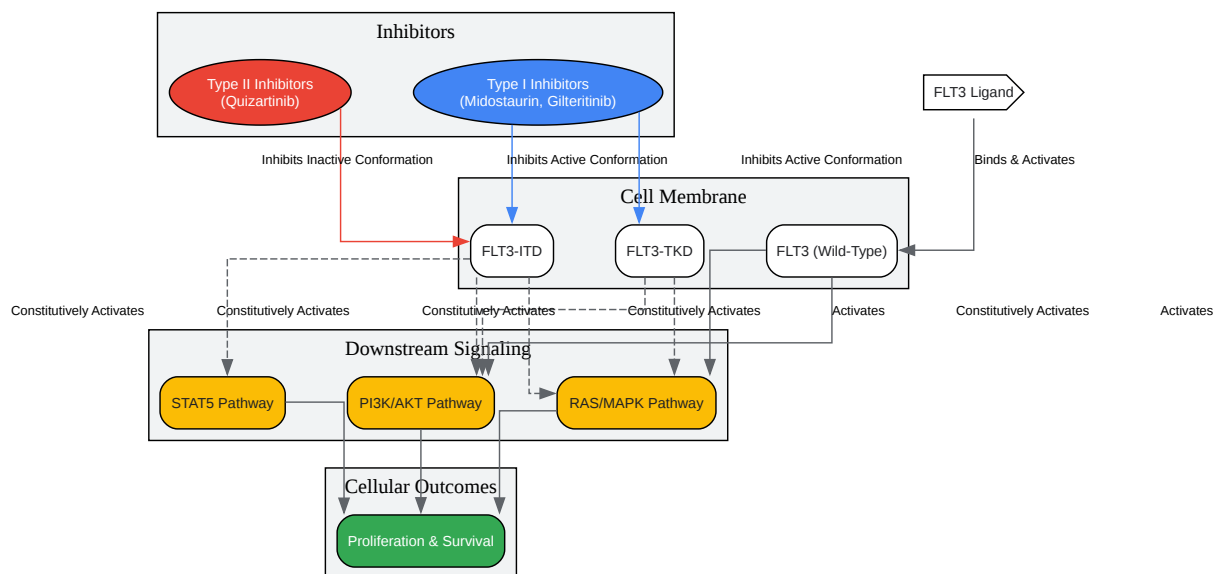 Inhibitors
Type II Inhibitors
(Quizartinib)
Type I Inhibitors
(Midostaurin, Gilteritinib)
FLT3 Ligand
Inhibits Inactive Conformation
Inhibits Active Conformation
Inhibits Active Conformation
Binds & Activates
Cell Membrane
FLT3-ITD
FLT3-TKD
FLT3 (Wild-Type)
Constitutively Activates
Constitutively Activates
Constitutively Activates
Constitutively Activates
Activates
Constitutively Activates
Activates
Downstream Signaling
STAT5 Pathway
PI3K/AKT Pathway
RAS/MAPK Pathway
Cellular Outcomes
Proliferation & Survival